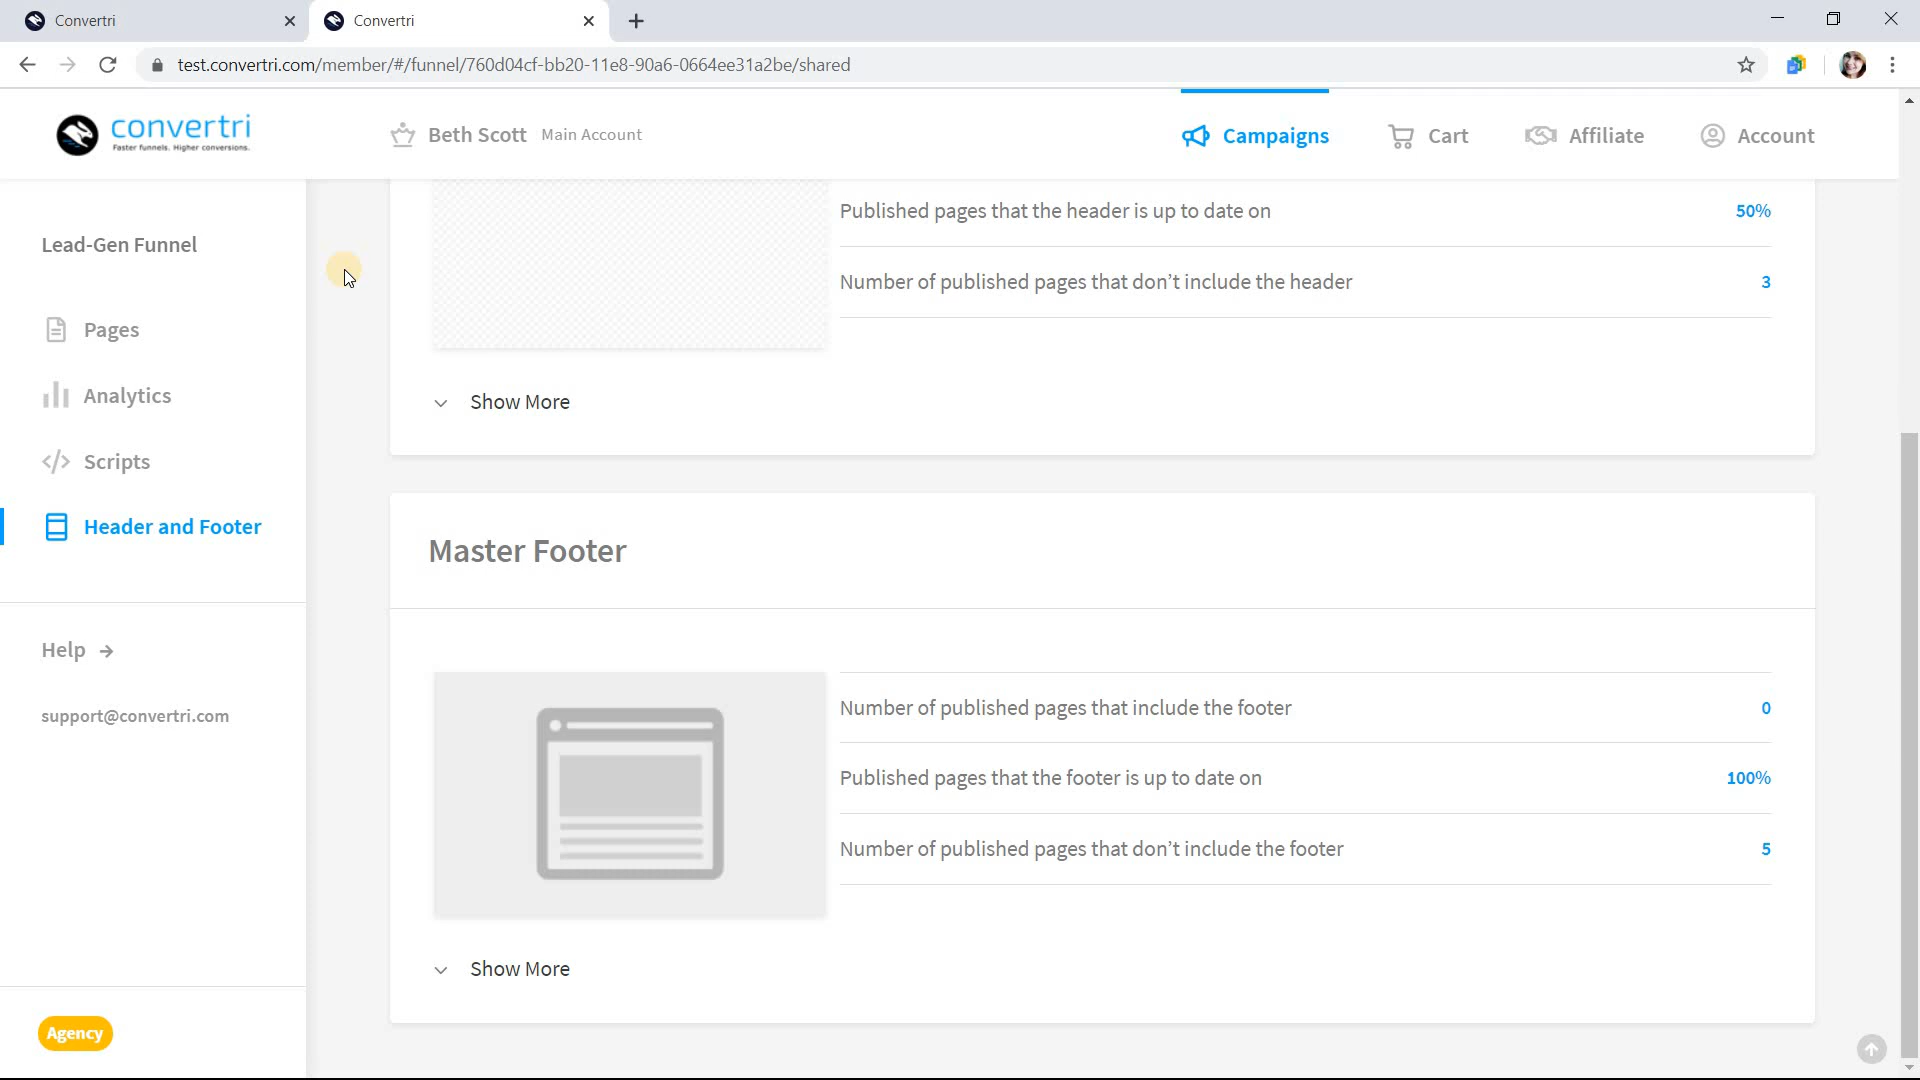 Convertri
Convertri
test.convertri.com/member/#/funnel/760d04cf-bb20-11e8-90a6-0664ee31a2be/shared
convertri
Faster funnels. Higher conversions.
Beth Scott Main Account
Campaigns
Cart
Affiliate
Account
Lead-Gen Funnel
Pages
Analytics
Scripts
Header and Footer
Help
support@convertri.com
Agency
Published pages that the header is up to date on 50%
Number of published pages that don’t include the header 3
Show More
Master Footer
Number of published pages that include the footer 0
Published pages that the footer is up to date on 100%
Number of published pages that don’t include the footer 5
Show More